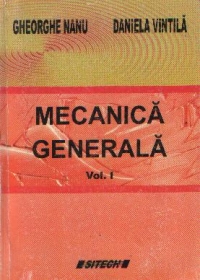 GHEORGHE NANU DANIELA VINTILĂ
MECANICĂ
GENERALĂ
Vol. I
SITECH